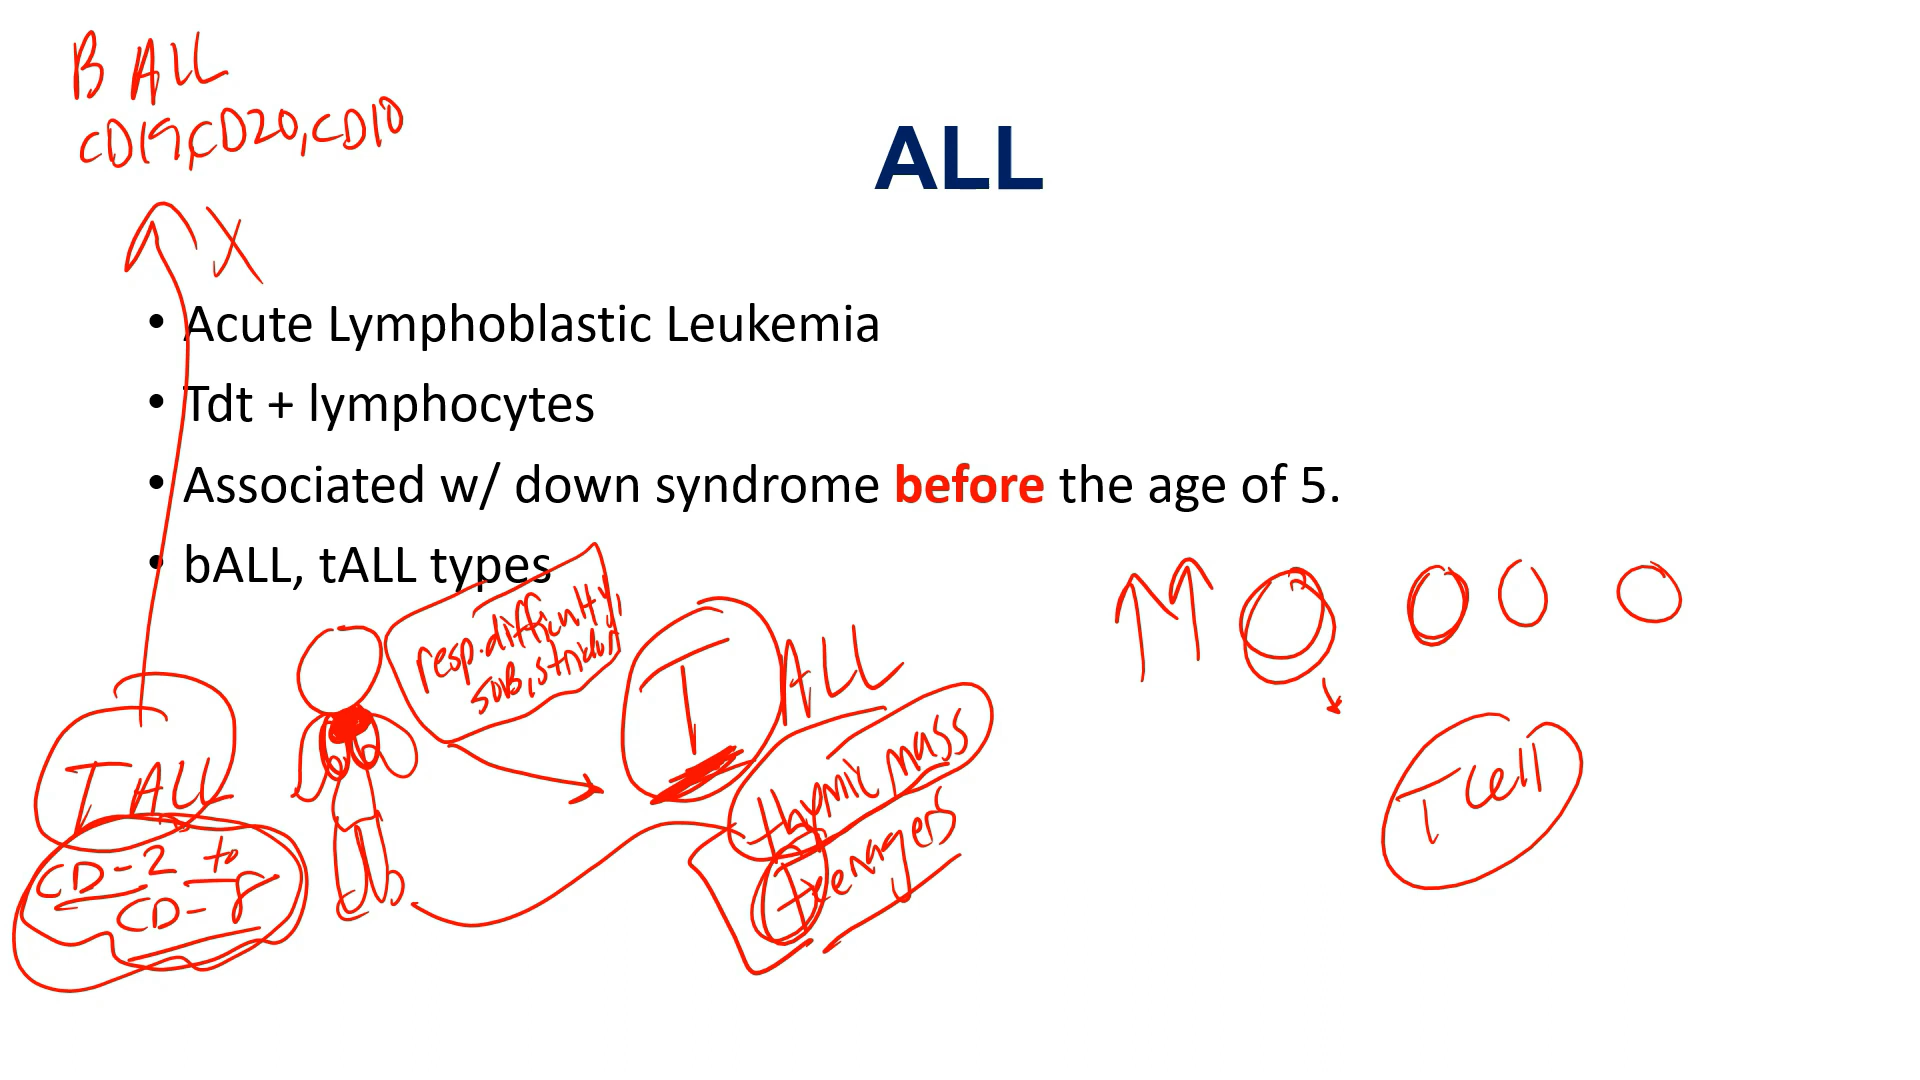 B ALL
CD19, CD20, CD10
ALL
X
• Acute Lymphoblastic Leukemia
• Tdt + lymphocytes
• Associated w/ down syndrome before the age of 5.
• bALL, tALL types
resp. difficulty,
SOB, stridor
T ALL
thymic mass
Teenagers
T ALL
CD-2 to
CD-8
T cell